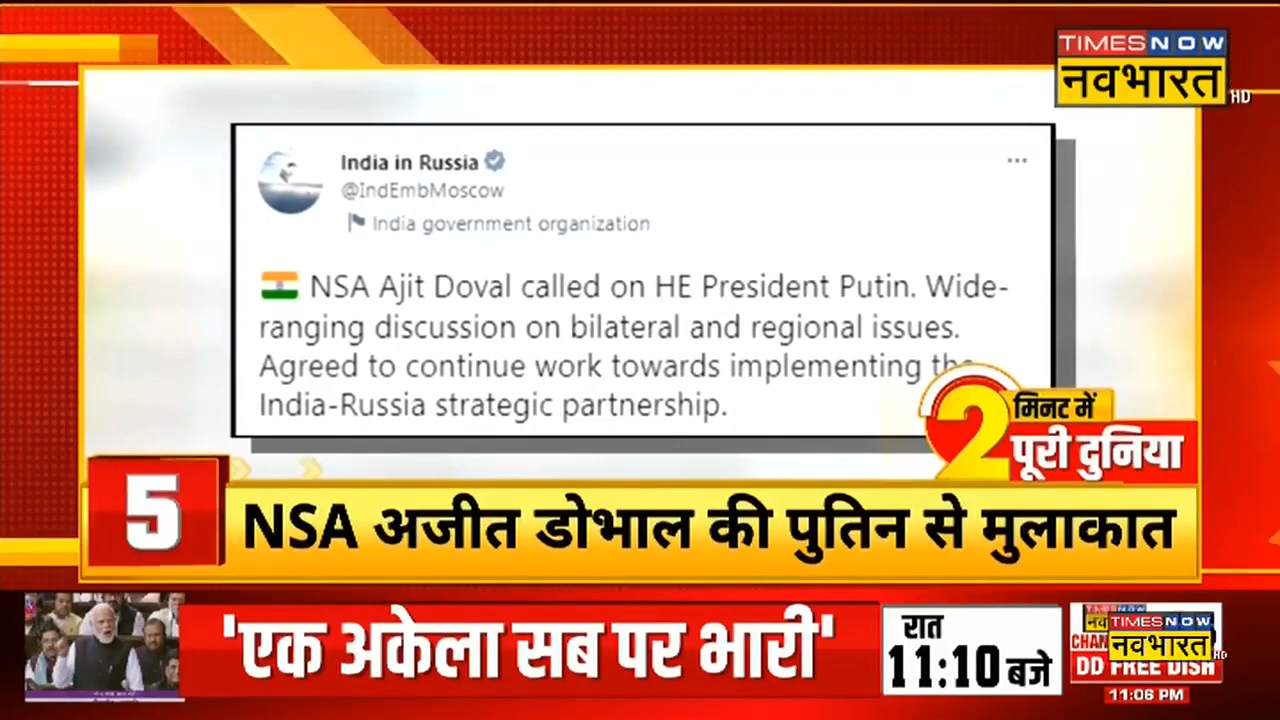 TIMES NOW
नवभारत
HD
India in Russia
@IndEmbMoscow
India government organization
NSA Ajit Doval called on HE President Putin. Wide-
ranging discussion on bilateral and regional issues.
Agreed to continue work towards implementing the
India-Russia strategic partnership.
2 मिनट में
पूरी दुनिया
5
NSA अजीत डोभाल की पुतिन से मुलाकात
'एक अकेला सब पर भारी'
रात
11:10 बजे
TIMES NOW
नवभारत
HD
DD FREE DISH
11:06 PM